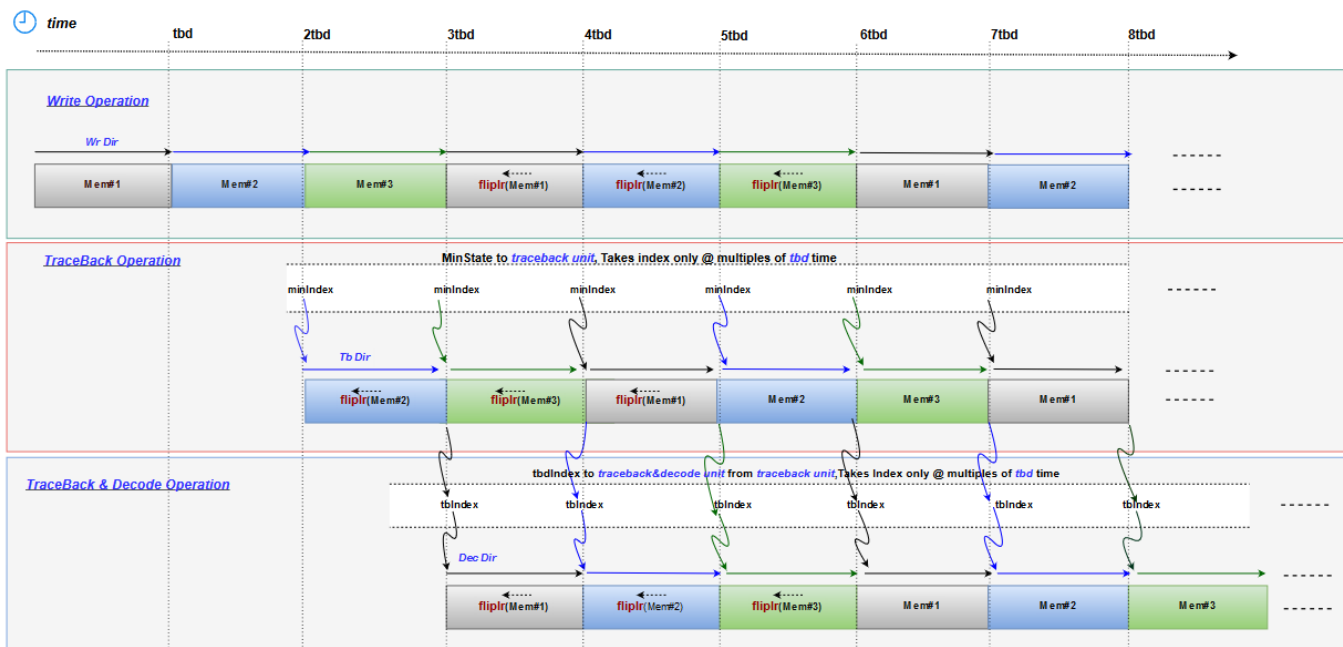 time
tbd 2tbd 3tbd 4tbd 5tbd 6tbd 7tbd 8tbd
Write Operation
Wr Dir
Mem#1 Mem#2 Mem#3 fliplr(Mem#1) fliplr(Mem#2) fliplr(Mem#3) Mem#1 Mem#2
TraceBack Operation
MinState to traceback unit, Takes index only @ multiples of tbd time
minIndex minIndex minIndex minIndex minIndex minIndex
Tb Dir
fliplr(Mem#2) fliplr(Mem#3) fliplr(Mem#1) Mem#2 Mem#3 Mem#1
tbdIndex to traceback&decode unit from traceback unit,Takes Index only @ multiples of tbd time
TraceBack & Decode Operation
tbIndex tbIndex tbIndex tbIndex tbIndex tbIndex
Dec Dir
fliplr(Mem#1) fliplr(Mem#2) fliplr(Mem#3) Mem#1 Mem#2 Mem#3